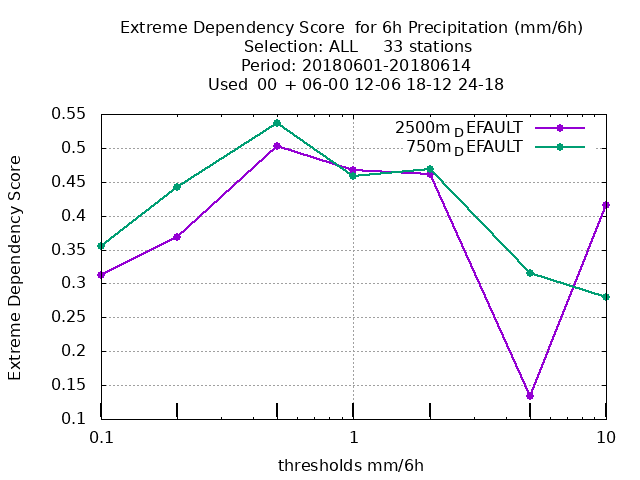 Extreme Dependency Score  for 6h Precipitation (mm/6h)
Selection: ALL     33 stations
Period: 20180601-20180614
Used  00  + 06-00 12-06 18-12 24-18
2500m_DEFAULT
750m_DEFAULT
Extreme Dependency Score
0.55
0.5
0.45
0.4
0.35
0.3
0.25
0.2
0.15
0.1
0.1 1 10
thresholds mm/6h